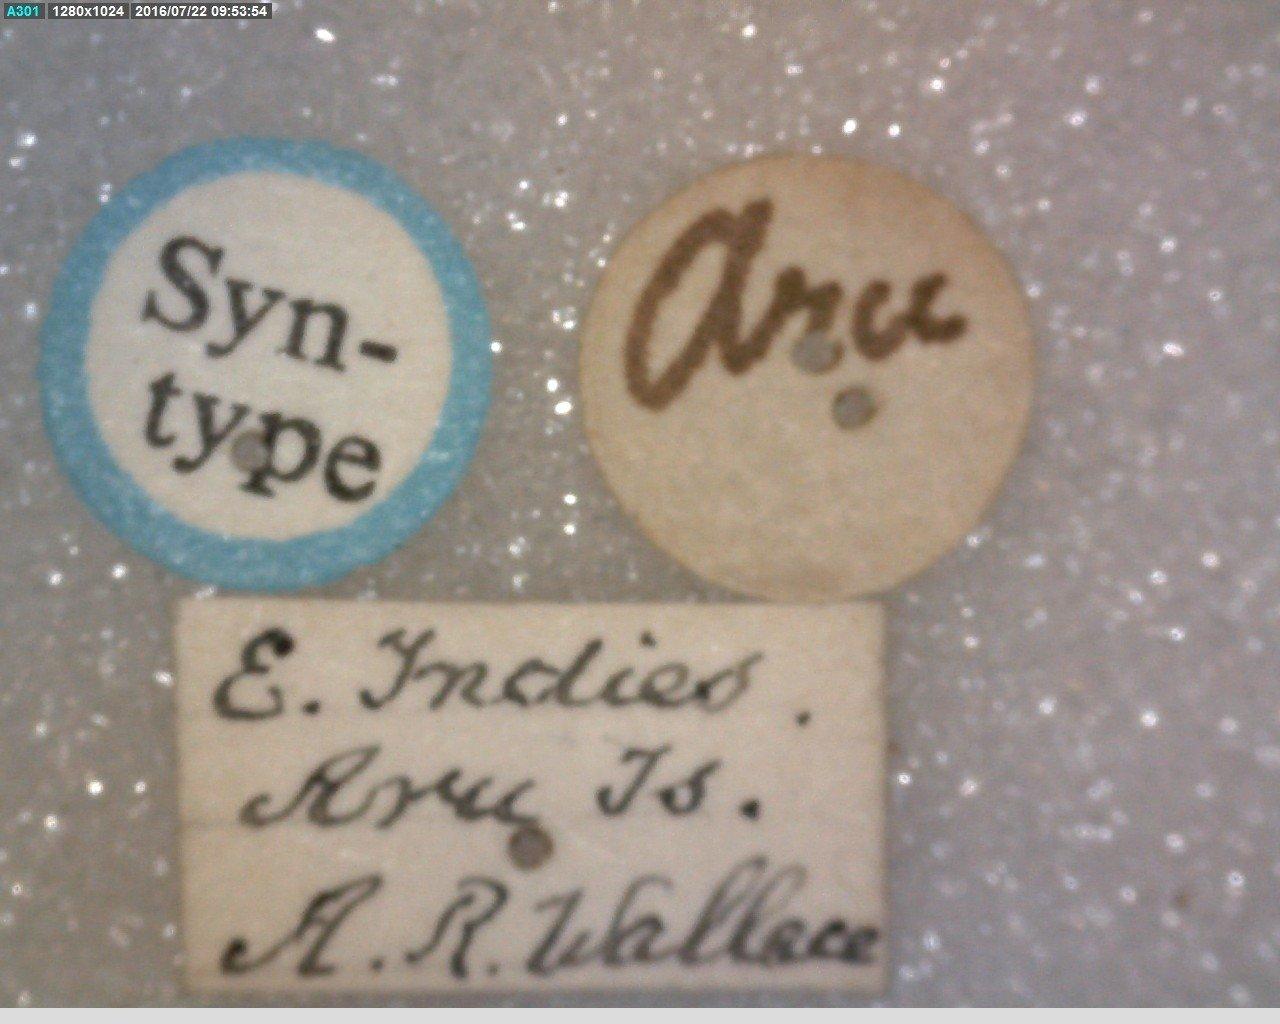 A301 1280x1024 2016/07/22 09:53:54
Syn-
type
Aru
E. Indies.
Aru Is.
A. R. Wallace